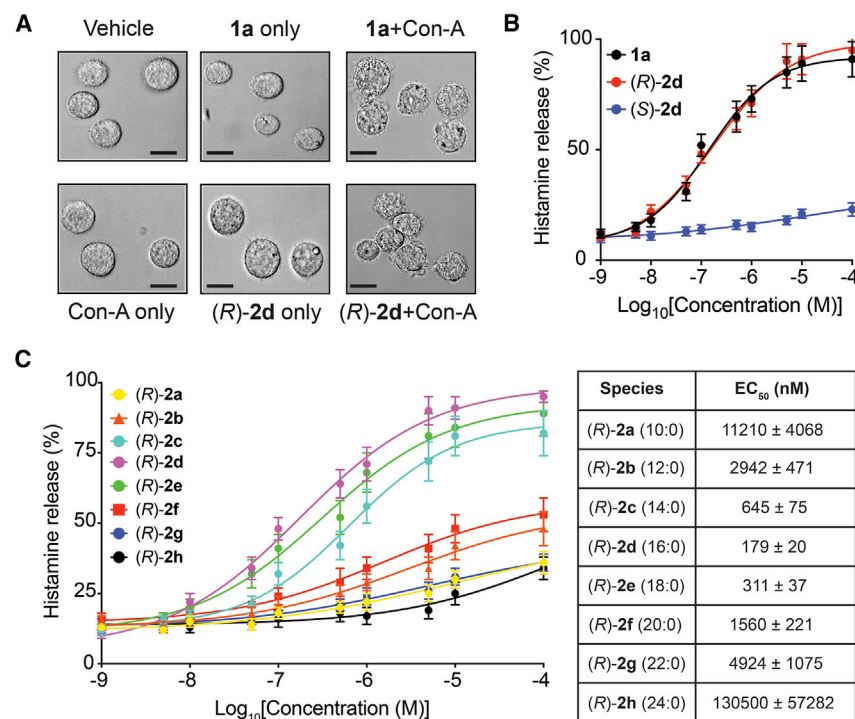 A
Vehicle
1a only
1a+Con-A
Con-A only
(R)-2d only
(R)-2d+Con-A
B
100
50
0
Histamine release (%)
1a
(R)-2d
(S)-2d
-9 -8 -7 -6 -5 -4
Log10[Concentration (M)]
C
100
75
50
25
0
Histamine release (%)
(R)-2a
(R)-2b
(R)-2c
(R)-2d
(R)-2e
(R)-2f
(R)-2g
(R)-2h
-9 -8 -7 -6 -5 -4
Log10[Concentration (M)]
Species EC50 (nM)
(R)-2a (10:0) 11210 ± 4068
(R)-2b (12:0) 2942 ± 471
(R)-2c (14:0) 645 ± 75
(R)-2d (16:0) 179 ± 20
(R)-2e (18:0) 311 ± 37
(R)-2f (20:0) 1560 ± 221
(R)-2g (22:0) 4924 ± 1075
(R)-2h (24:0) 130500 ± 57282